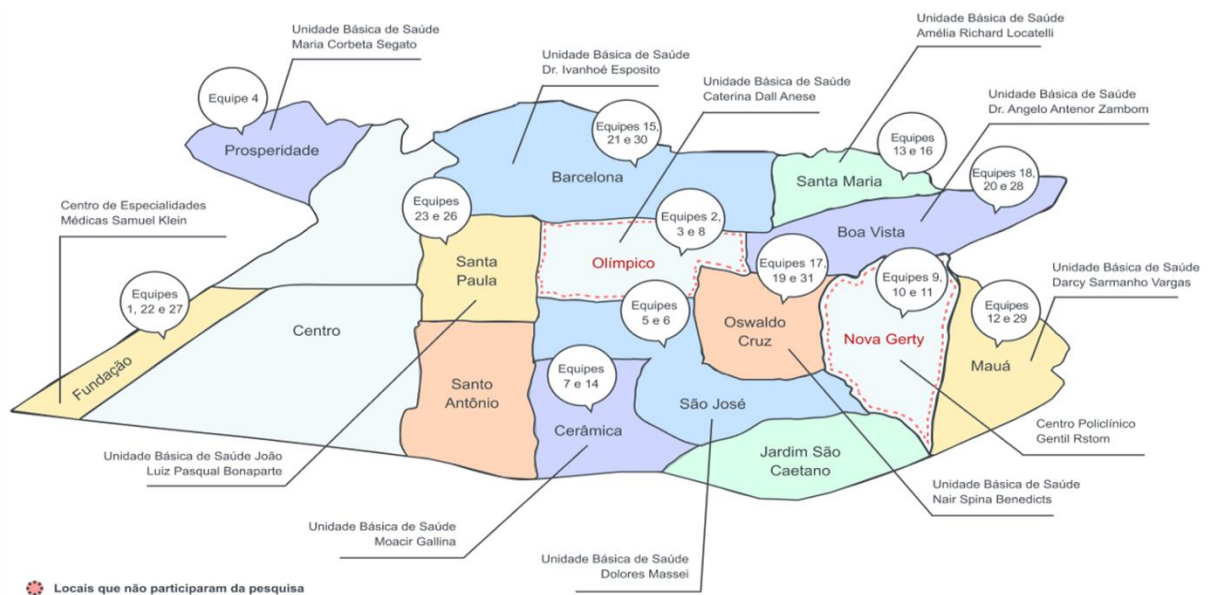 Unidade Básica de Saúde
Maria Corbeta Segato
Unidade Básica de Saúde
Dr. Ivanhoé Esposito
Unidade Básica de Saúde
Caterina Dall Anese
Unidade Básica de Saúde
Amélia Richard Locatelli
Unidade Básica de Saúde
Dr. Angelo Antenor Zambom
Equipe 4
Prosperidade
Equipes 15,
21 e 30
Barcelona
Equipes
13 e 16
Santa Maria
Equipes 18,
20 e 28
Boa Vista
Centro de Especialidades
Médicas Samuel Klein
Equipes
23 e 26
Santa
Paula
Equipes 2,
3 e 8
Olímpico
Equipes 17,
19 e 31
Oswaldo
Cruz
Equipes 9,
10 e 11
Nova Gerty
Unidade Básica de Saúde
Darcy Sarmanho Vargas
Equipes
12 e 29
Mauá
Equipes
1, 22 e 27
Fundação
Centro
Equipes
5 e 6
São José
Santo
Antônio
Equipes
7 e 14
Cerâmica
Jardim São
Caetano
Centro Policlínico
Gentil Rstom
Unidade Básica de Saúde João
Luiz Pasqual Bonaparte
Unidade Básica de Saúde
Nair Spina Benedicts
Unidade Básica de Saúde
Moacir Gallina
Unidade Básica de Saúde
Dolores Massei
Locais que não participaram da pesquisa